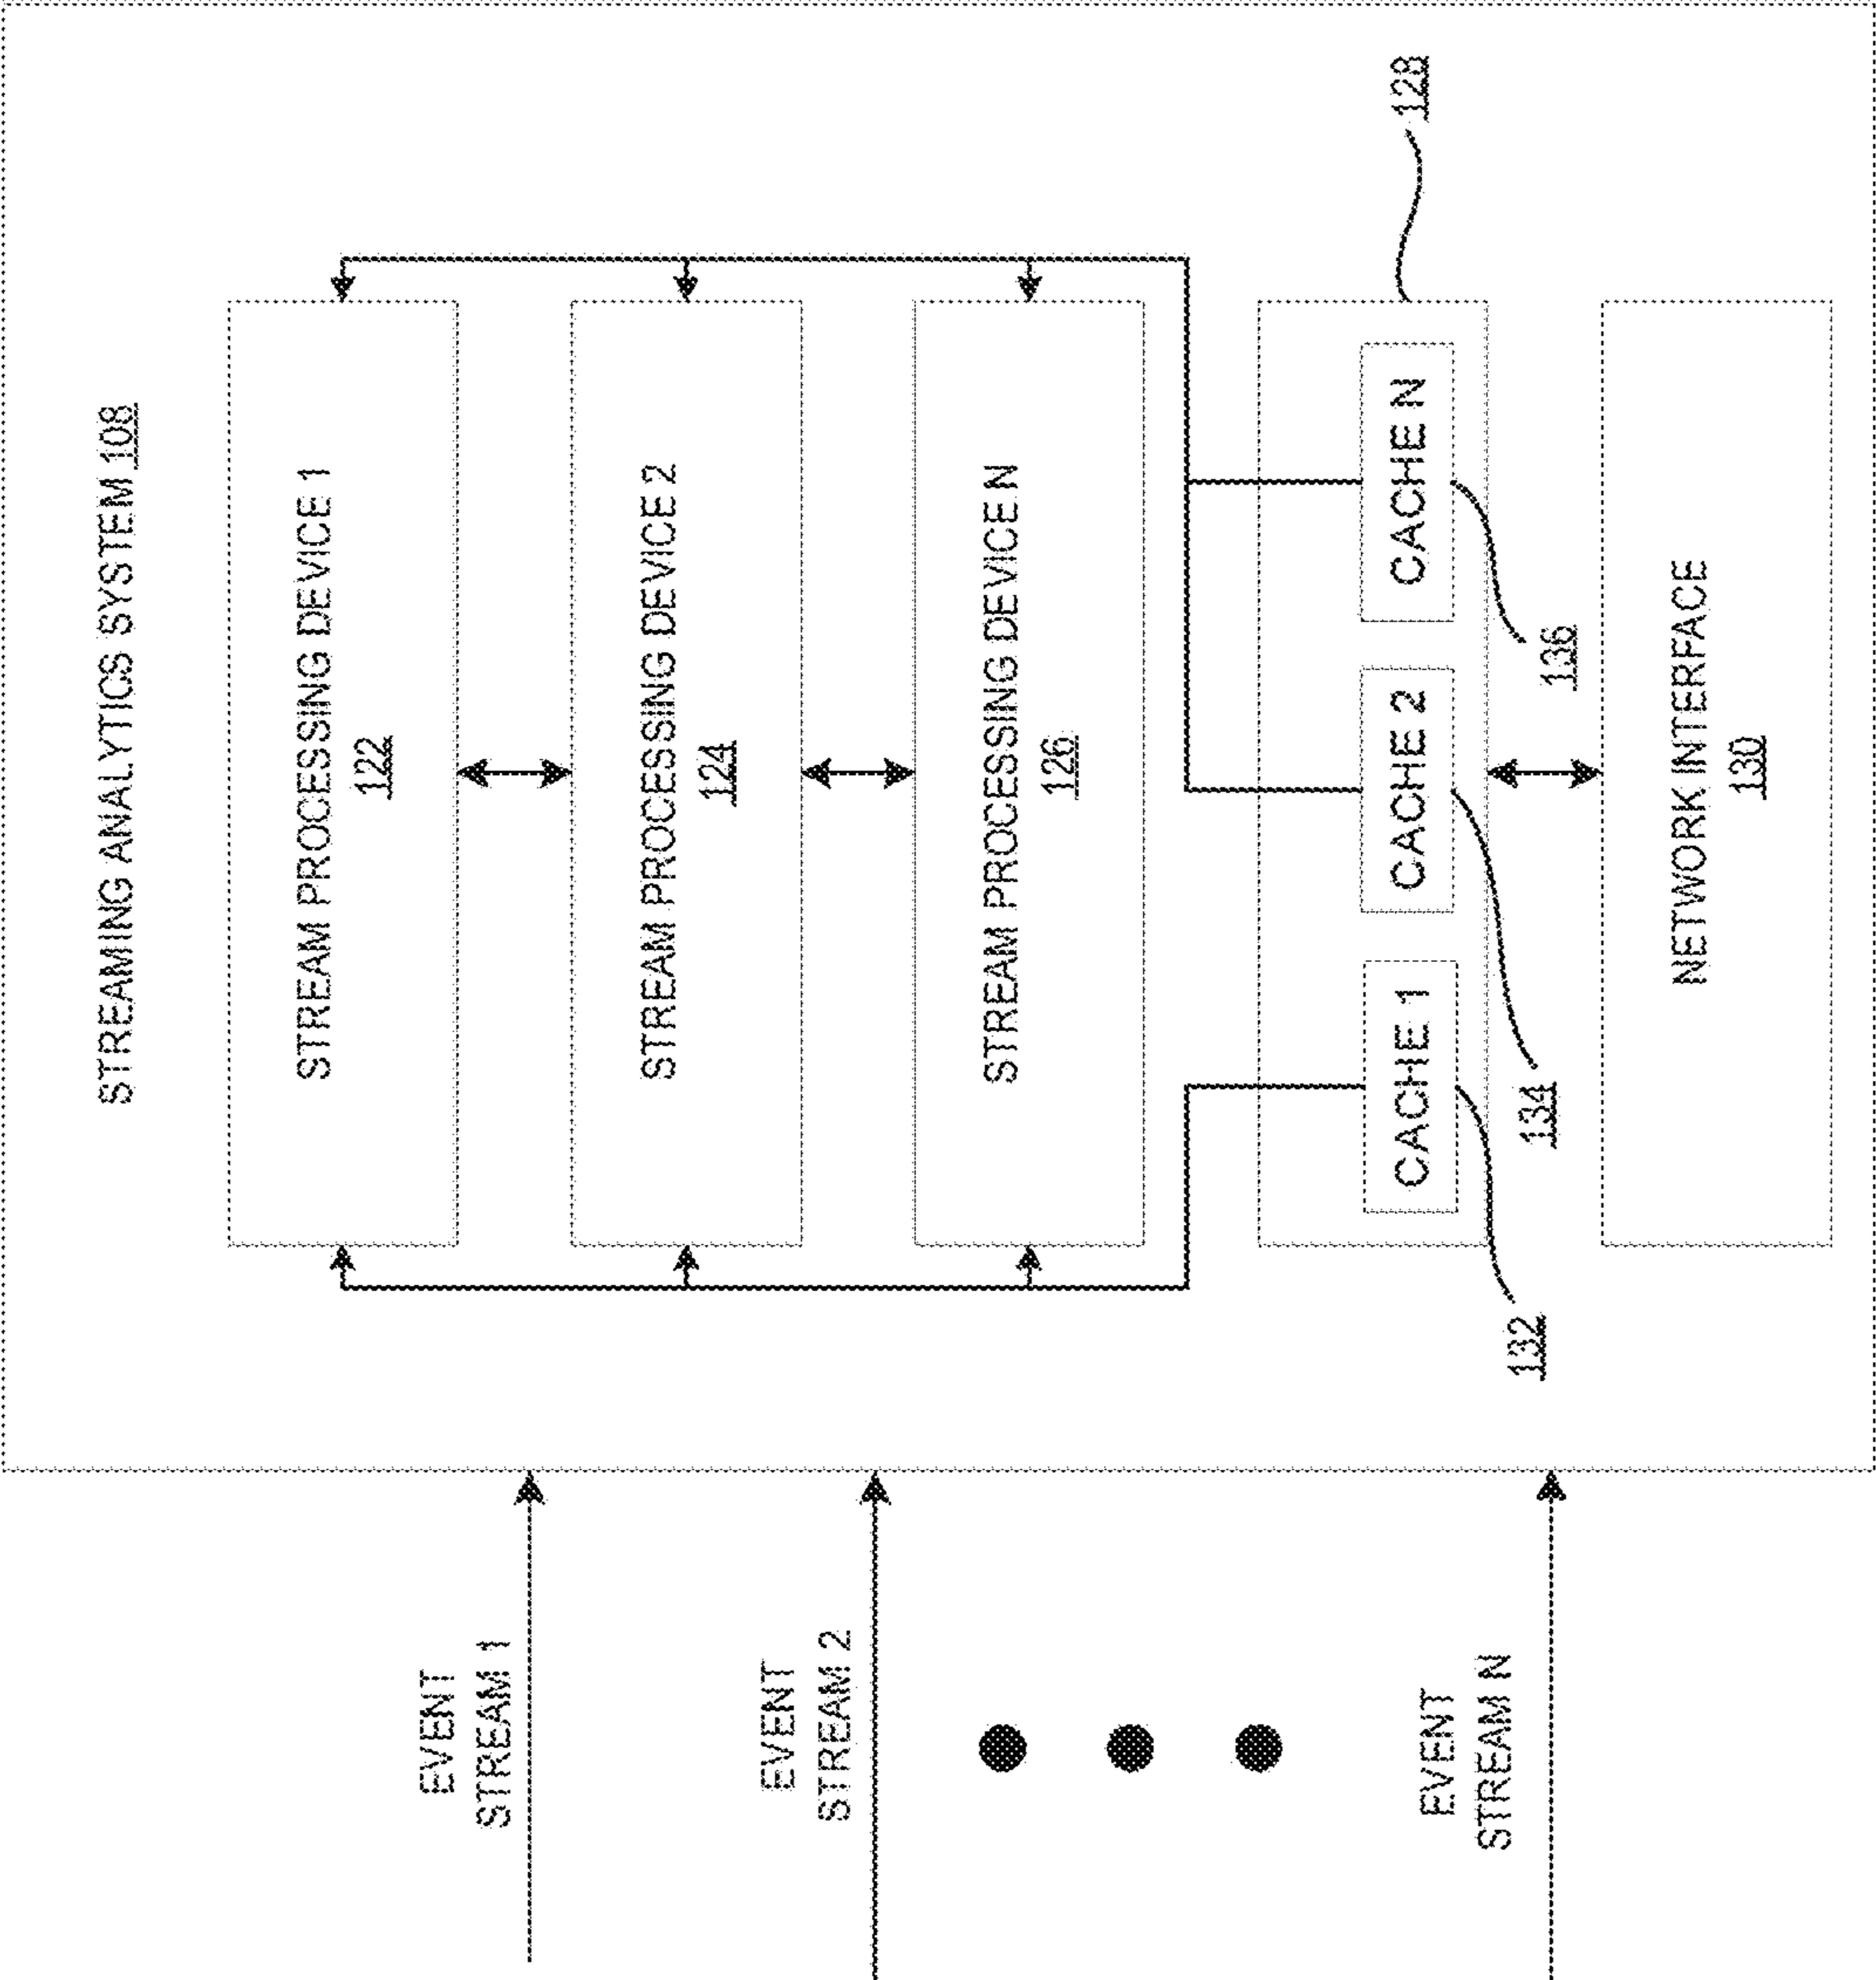 STREAMING ANALYTICS SYSTEM 108
EVENT
STREAM 1
EVENT
STREAM 2
EVENT
STREAM N
STREAM PROCESSING DEVICE 1
122
STREAM PROCESSING DEVICE 2
124
STREAM PROCESSING DEVICE N
126
CACHE 1
CACHE 2
CACHE N
128
132
134
136
NETWORK INTERFACE
130